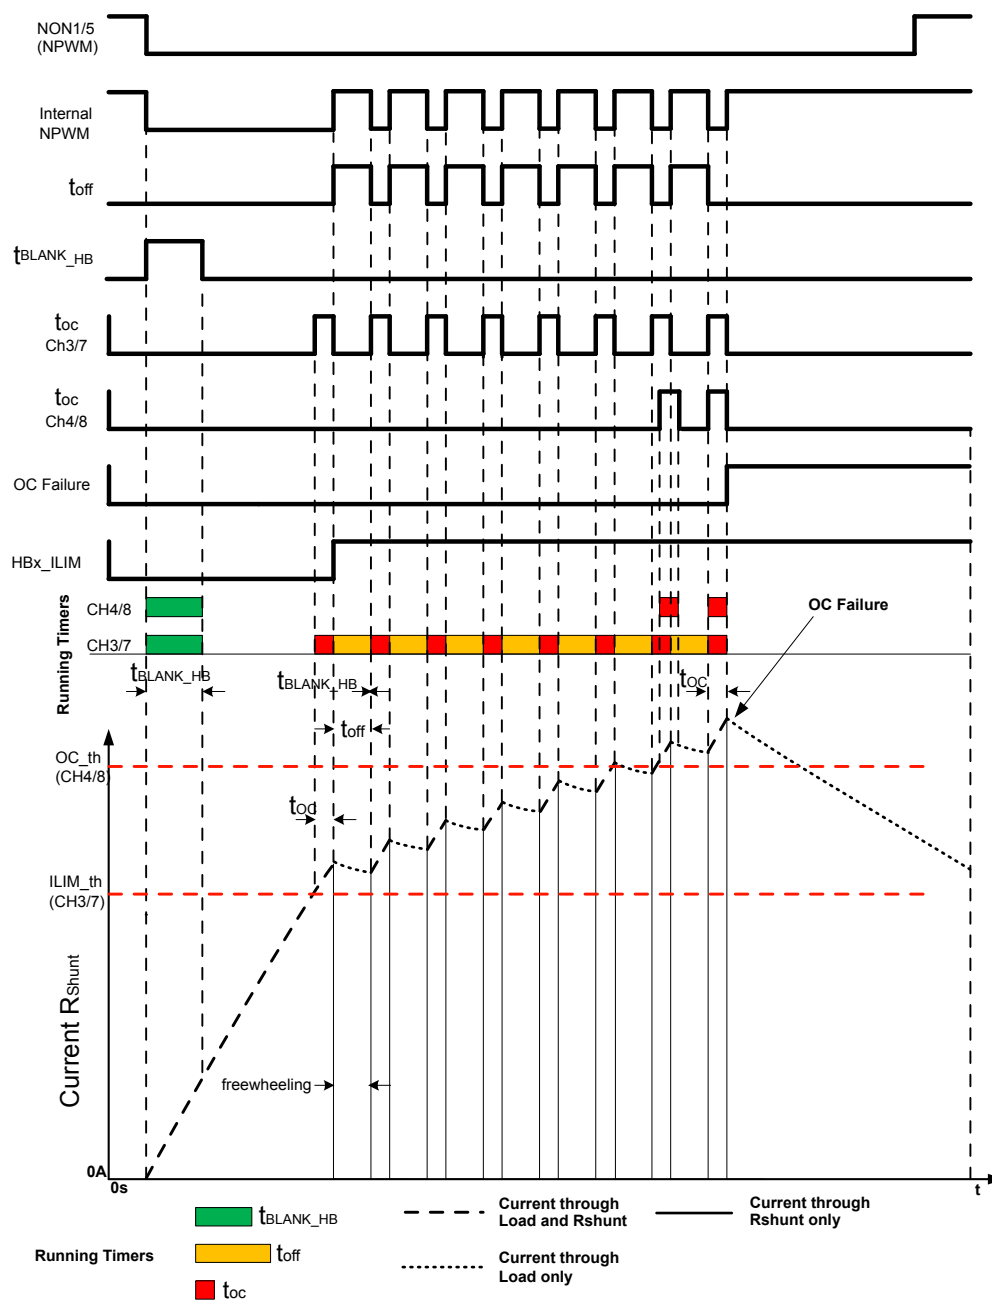 NON1/5
(NPWM)
Internal
NPWM
toff
tBLANK_HB
toc
Ch3/7
toc
Ch4/8
OC Failure
HBx_ILIM
Running Timers
CH4/8
CH3/7
OC Failure
tBLANK_HB
tBLANK_HB
tOC
toff
OC_th
(CH4/8)
tOC
ILIM_th
(CH3/7)
Current RShunt
freewheeling
0A
0s
t
Running Timers
tBLANK_HB
toff
toc
Current through
Load and Rshunt
Current through
Rshunt only
Current through
Load only